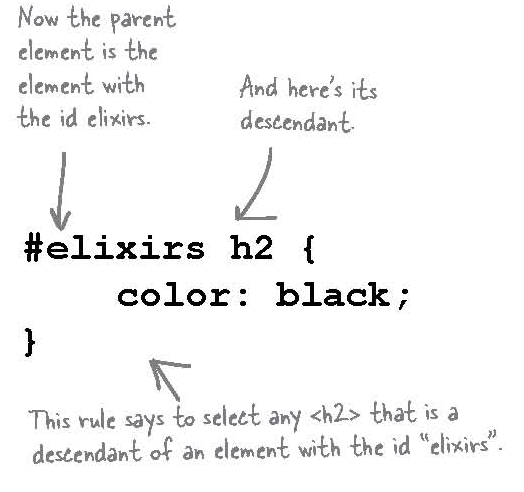 Now the parent
element is the
element with
the id elixirs.
And here's its
descendant.
#elixirs h2 {
    color: black;
}
This rule says to select any <h2> that is a
descendant of an element with the id "elixirs".